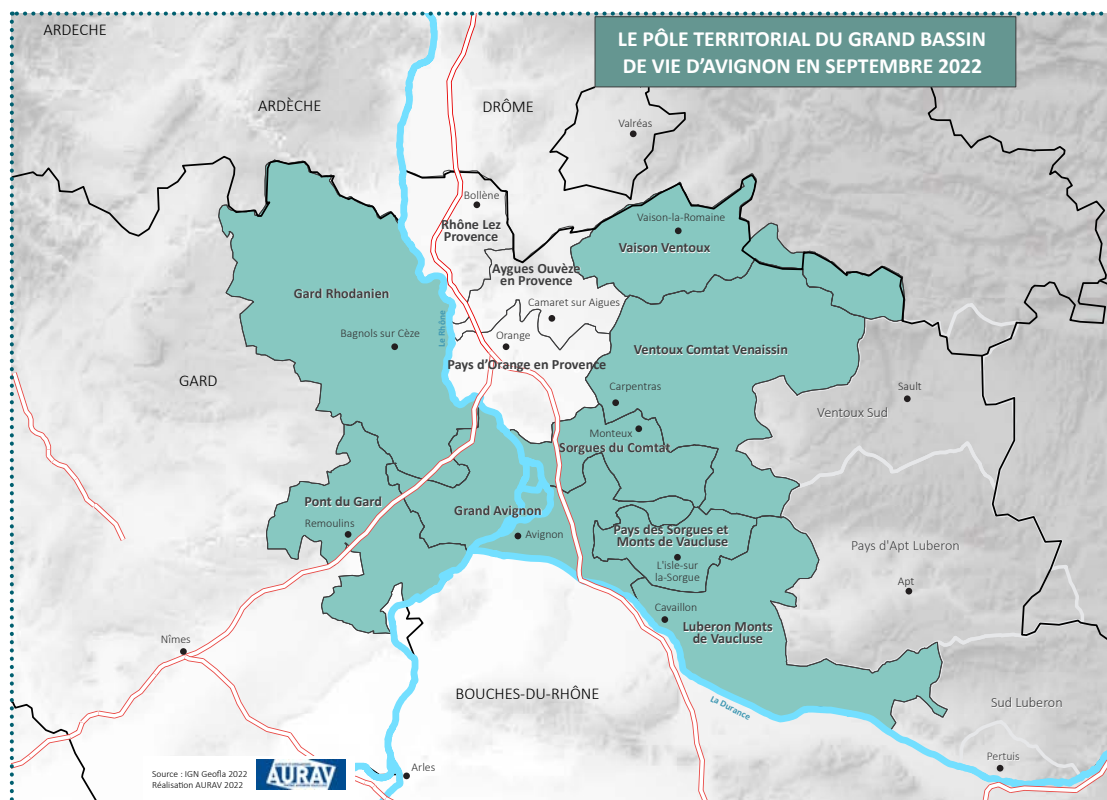 ARDECHE
LE PÔLE TERRITORIAL DU GRAND BASSIN
DE VIE D'AVIGNON EN SEPTEMBRE 2022
ARDÈCHE
DRÔME
Valréas
Bollène
Rhône Lez
Provence
Vaison-la-Romaine
Vaison Ventoux
Aygues Ouvèze
en Provence
Gard Rhodanien
Camaret sur Aigues
Le Rhône
Bagnols sur Cèze
Orange
Ventoux Comtat Venaissin
Pays d'Orange en Provence
GARD
Carpentras
Sault
Ventoux Sud
Monteux
Sorgues du Comtat
Pont du Gard
Remoulins
Grand Avignon
Avignon
Pays des Sorgues et
Monts de Vaucluse
L'isle-sur
la-Sorgue
Pays d'Apt Luberon
Apt
Cavaillon
Luberon Monts
de Vaucluse
Nîmes
BOUCHES-DU-RHÔNE
La Durance
Sud Luberon
Pertuis
Arles
Source : IGN Geofla 2022
Réalisation AURAV 2022
AURAV